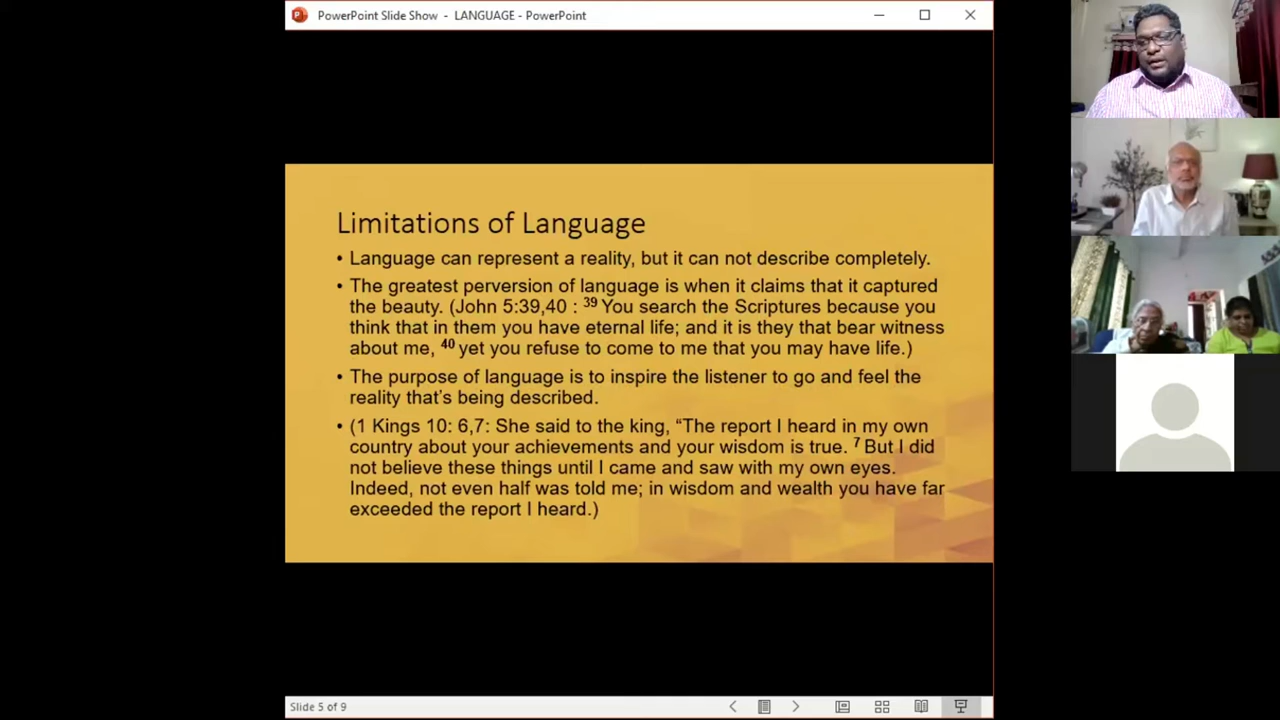 PowerPoint Slide Show - LANGUAGE - PowerPoint
Limitations of Language
• Language can represent a reality, but it can not describe completely.
• The greatest perversion of language is when it claims that it captured
the beauty. (John 5:39,40 : 39 You search the Scriptures because you
think that in them you have eternal life; and it is they that bear witness
about me, 40 yet you refuse to come to me that you may have life.)
• The purpose of language is to inspire the listener to go and feel the
reality that's being described.
• (1 Kings 10: 6,7: She said to the king, “The report I heard in my own
country about your achievements and your wisdom is true. 7 But I did
not believe these things until I came and saw with my own eyes.
Indeed, not even half was told me; in wisdom and wealth you have far
exceeded the report I heard.)
Slide 5 of 9